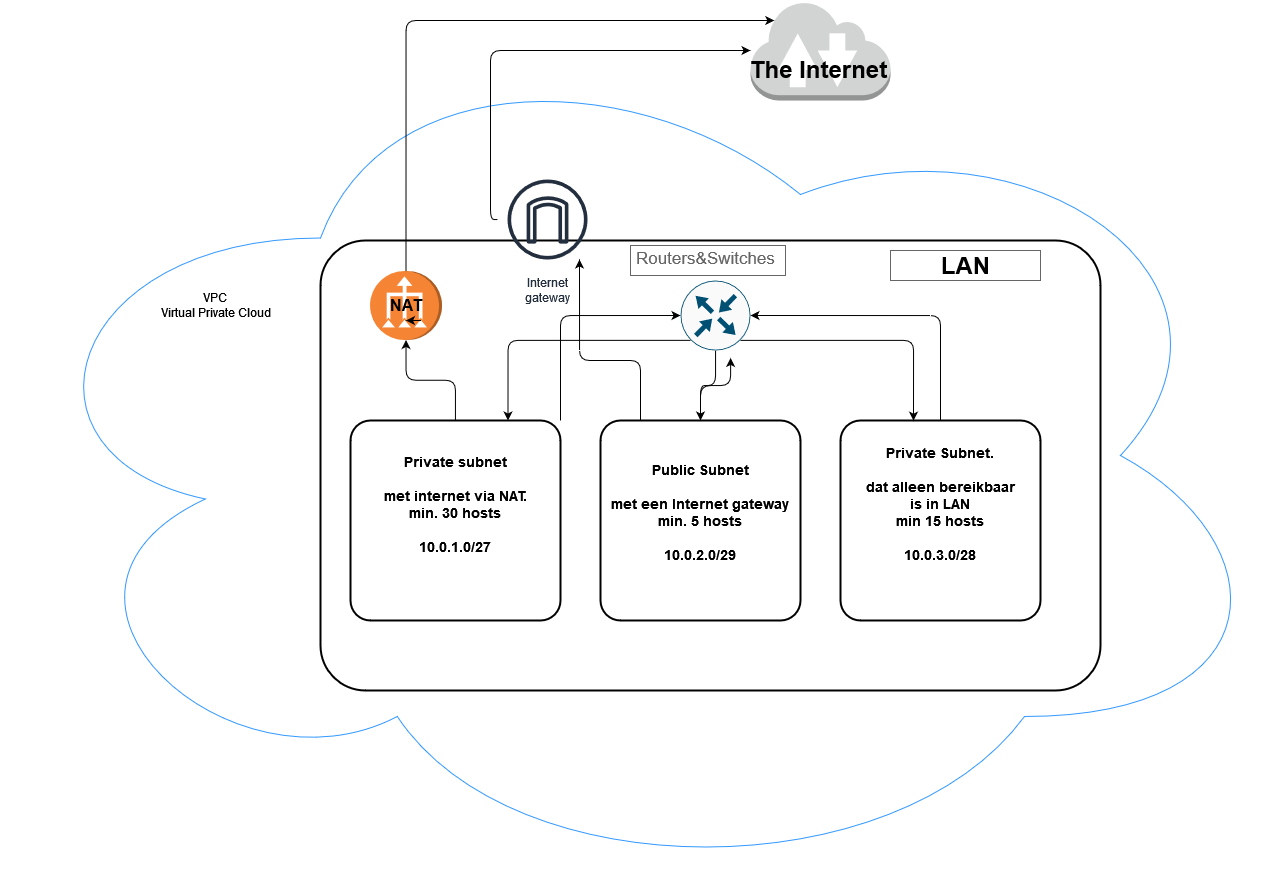 The Internet
Routers&Switches
LAN
Internet
gateway
NAT
VPC
Virtual Private Cloud
Private subnet
met internet via NAT.
min. 30 hosts
10.0.1.0/27
Public Subnet
met een Internet gateway
min. 5 hosts
10.0.2.0/29
Private Subnet.
dat alleen bereikbaar
is in LAN
min 15 hosts
10.0.3.0/28